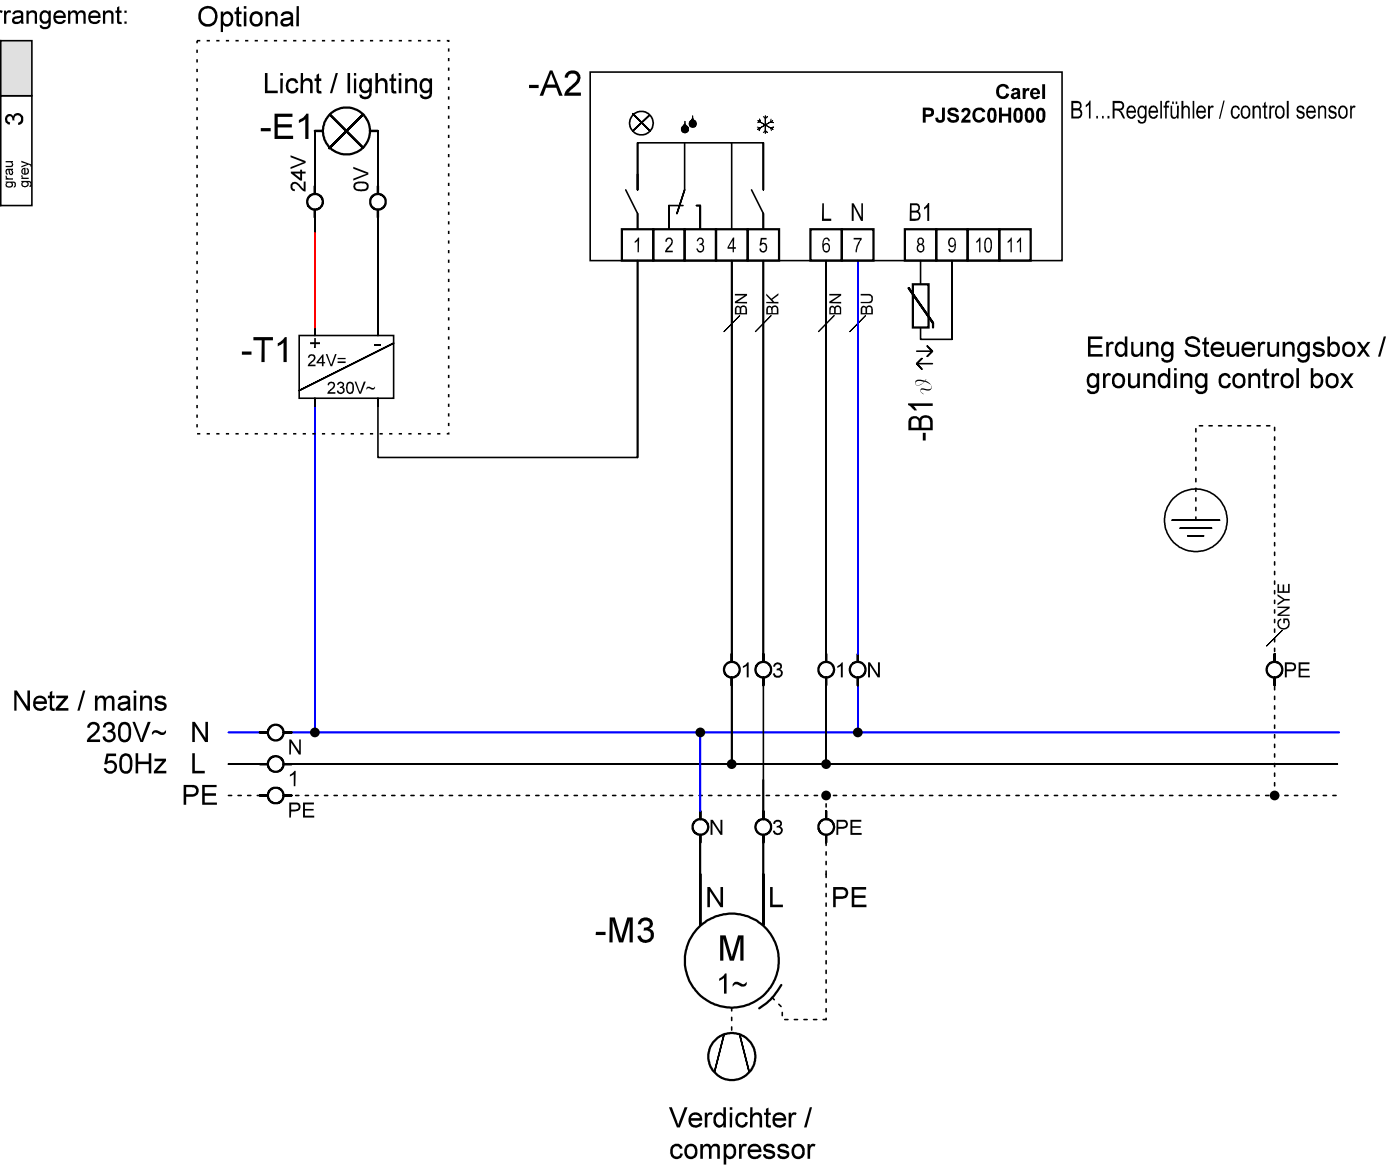 rrangement:
3
grau
grey
Optional
Licht / lighting
-E1
24V
0V
-T1
+
-
24V=
230V~
-A2
Carel
PJS2C0H000
B1...Regelfühler / control sensor
L N B1
1 2 3 4 5 6 7 8 9 10 11
BN BK BN BU
-B1 ϑ
Erdung Steuerungsbox /
grounding control box
GNYE
1 3 1 N PE
Netz / mains
230V~ N
N
50Hz L
1
PE
PE
N 3 PE
N L PE
-M3
M
1~
Verdichter /
compressor